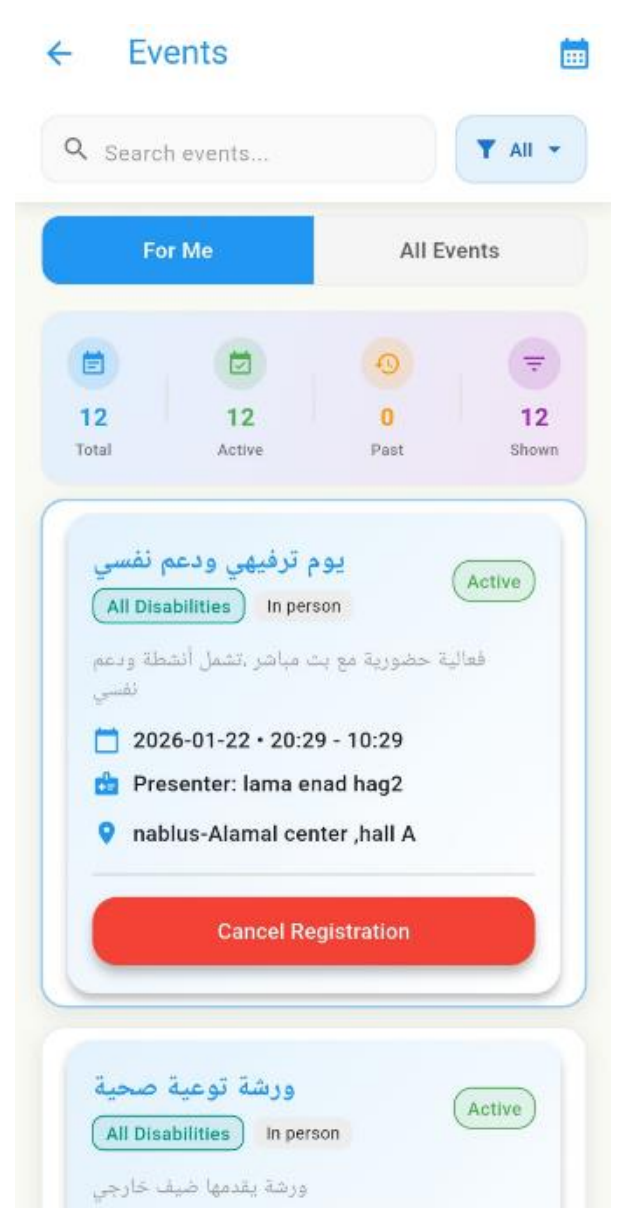 Events
Search events...
All
For Me
All Events
12
12
0
12
Total
Active
Past
Shown
يوم ترفيهي ودعم نفسي
Active
All Disabilities
In person
فعالية حضورية مع بث مباشر ,تشمل أنشطة ودعم
نفسي
2026-01-22 • 20:29 - 10:29
Presenter: lama enad hag2
nablus-Alamal center ,hall A
Cancel Registration
ورشة توعية صحية
Active
All Disabilities
In person
ورشة يقدمها ضيف خارجي